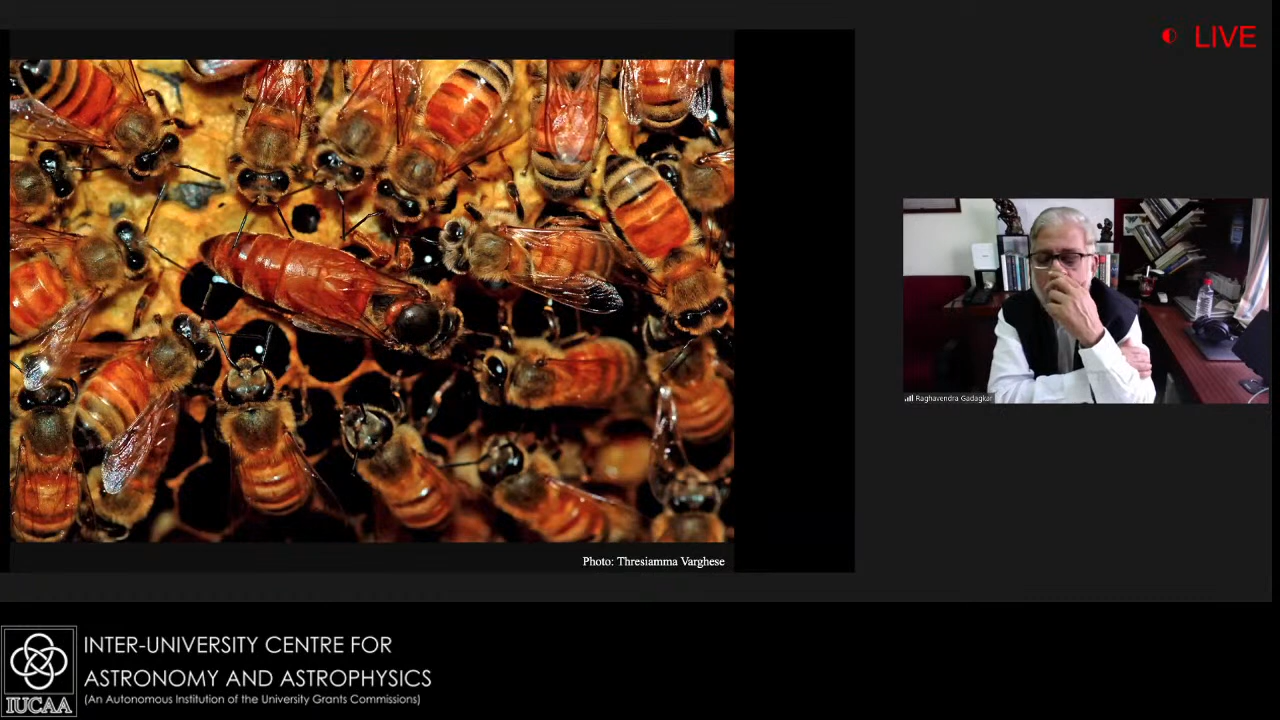 LIVE
Raghavendra Gadagkar
Photo: Thresiamma Varghese
INTER-UNIVERSITY CENTRE FOR
ASTRONOMY AND ASTROPHYSICS
(An Autonomous Institution of the University Grants Commissions)
IUCAA